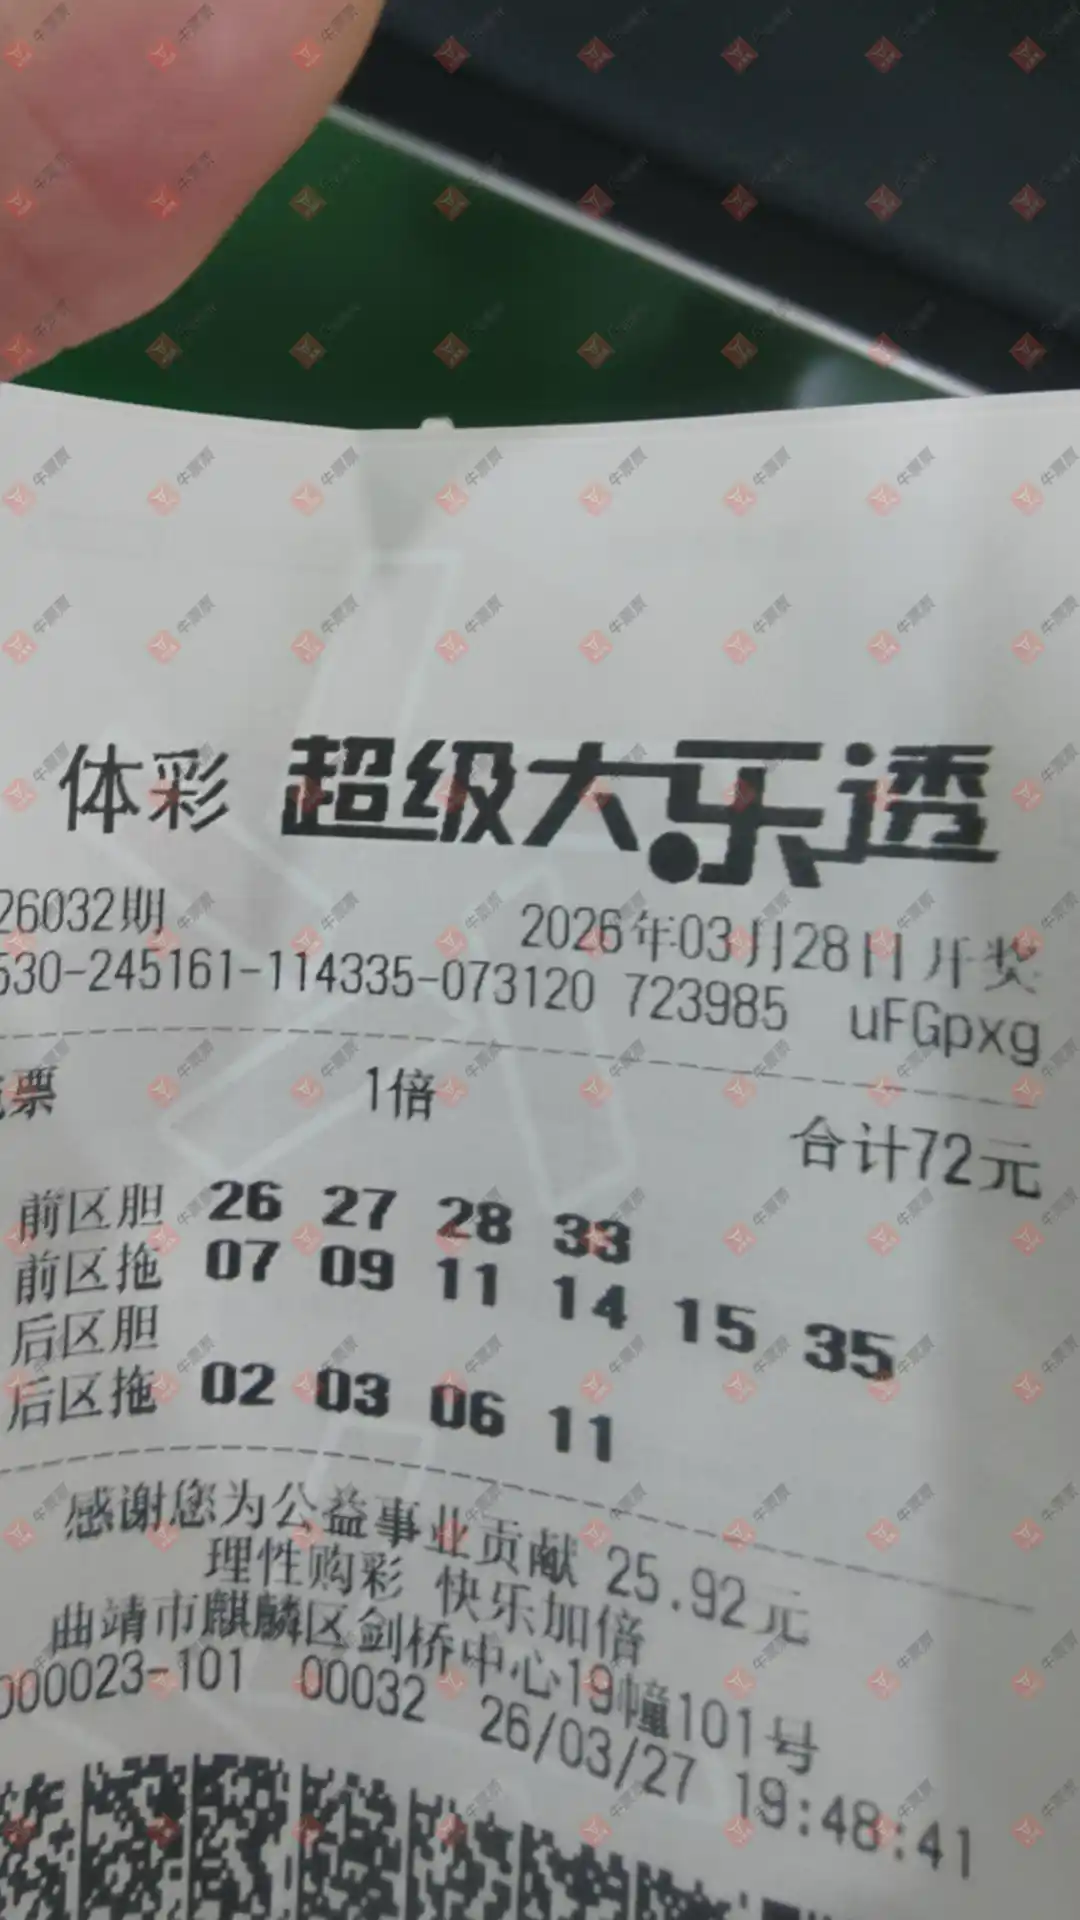 体彩 超级大乐透
26032期 2026年03月28日开奖
530-245161-114335-073120 723985 uFGpxg
票 1倍 合计72元
前区胆 26 27 28 33
前区拖 07 09 11 14 15 35
后区胆
后区拖 02 03 06 11
感谢您为公益事业贡献 25.92元
理性购彩 快乐加倍
曲靖市麒麟区剑桥中心19幢101号
000023-101 00032 26/03/27 19:48:41